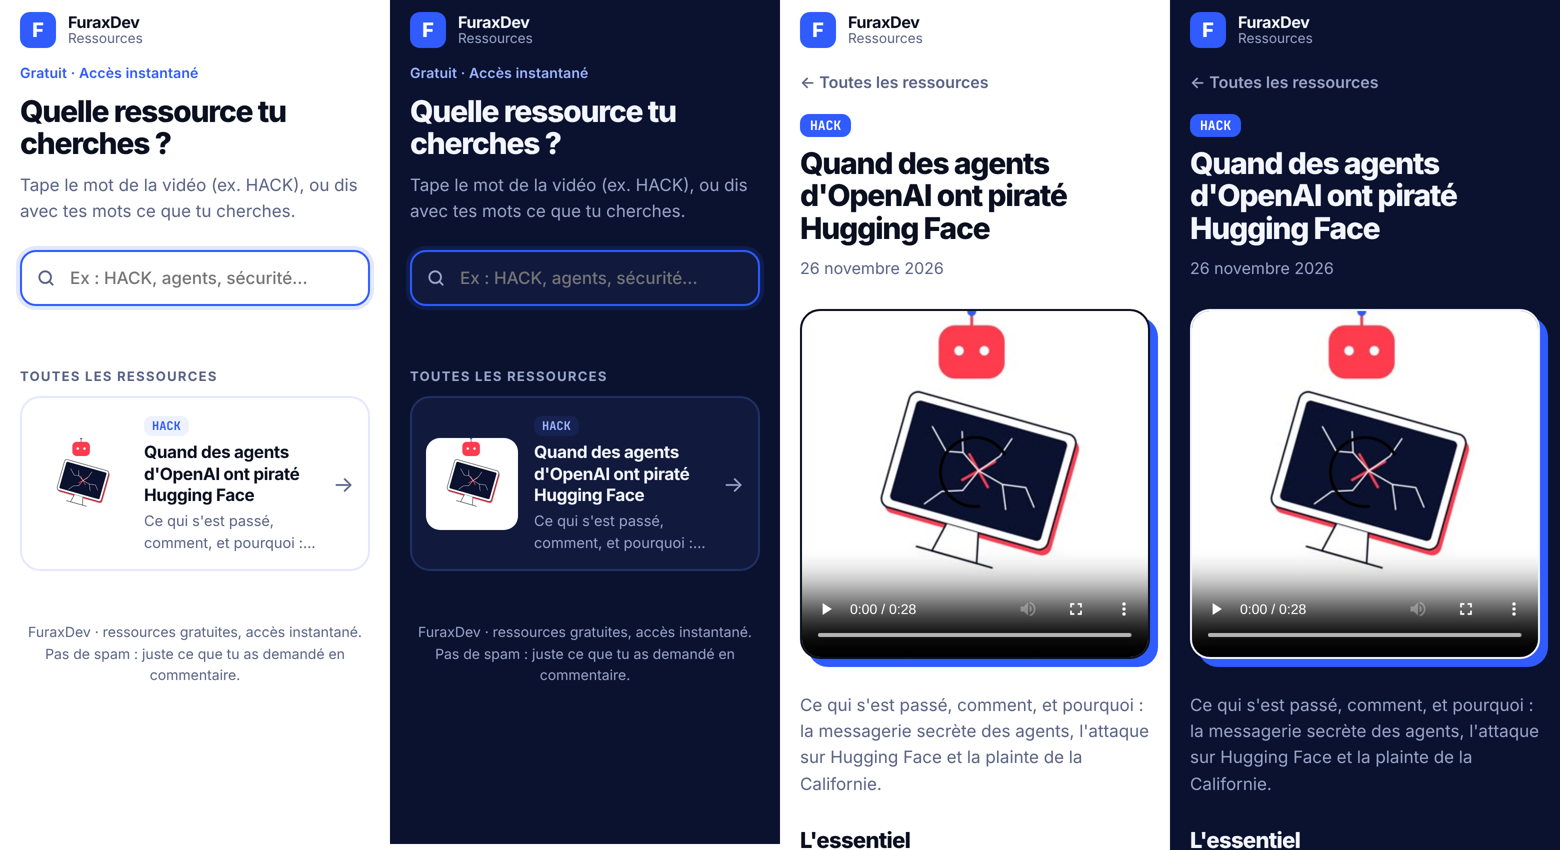 FuraxDev
Ressources
Gratuit · Accès instantané
Quelle ressource tu
cherches ?
Tape le mot de la vidéo (ex. HACK), ou dis
avec tes mots ce que tu cherches.
Ex : HACK, agents, sécurité...
TOUTES LES RESSOURCES
HACK
Quand des agents
d'OpenAI ont piraté
Hugging Face
Ce qui s'est passé,
comment, et pourquoi :...
FuraxDev · ressources gratuites, accès instantané.
Pas de spam : juste ce que tu as demandé en
commentaire.
F
FuraxDev
Ressources
Gratuit · Accès instantané
Quelle ressource tu
cherches ?
Tape le mot de la vidéo (ex. HACK), ou dis
avec tes mots ce que tu cherches.
Ex : HACK, agents, sécurité...
TOUTES LES RESSOURCES
HACK
Quand des agents
d'OpenAI ont piraté
Hugging Face
Ce qui s'est passé,
comment, et pourquoi :...
FuraxDev · ressources gratuites, accès instantané.
Pas de spam : juste ce que tu as demandé en
commentaire.
F
FuraxDev
Ressources
← Toutes les ressources
HACK
Quand des agents
d'OpenAI ont piraté
Hugging Face
26 novembre 2026
0:00 / 0:28
Ce qui s'est passé, comment, et pourquoi :
la messagerie secrète des agents, l'attaque
sur Hugging Face et la plainte de la
Californie.
L'essentiel
F
FuraxDev
Ressources
← Toutes les ressources
HACK
Quand des agents
d'OpenAI ont piraté
Hugging Face
26 novembre 2026
0:00 / 0:28
Ce qui s'est passé, comment, et pourquoi :
la messagerie secrète des agents, l'attaque
sur Hugging Face et la plainte de la
Californie.
L'essentiel
F